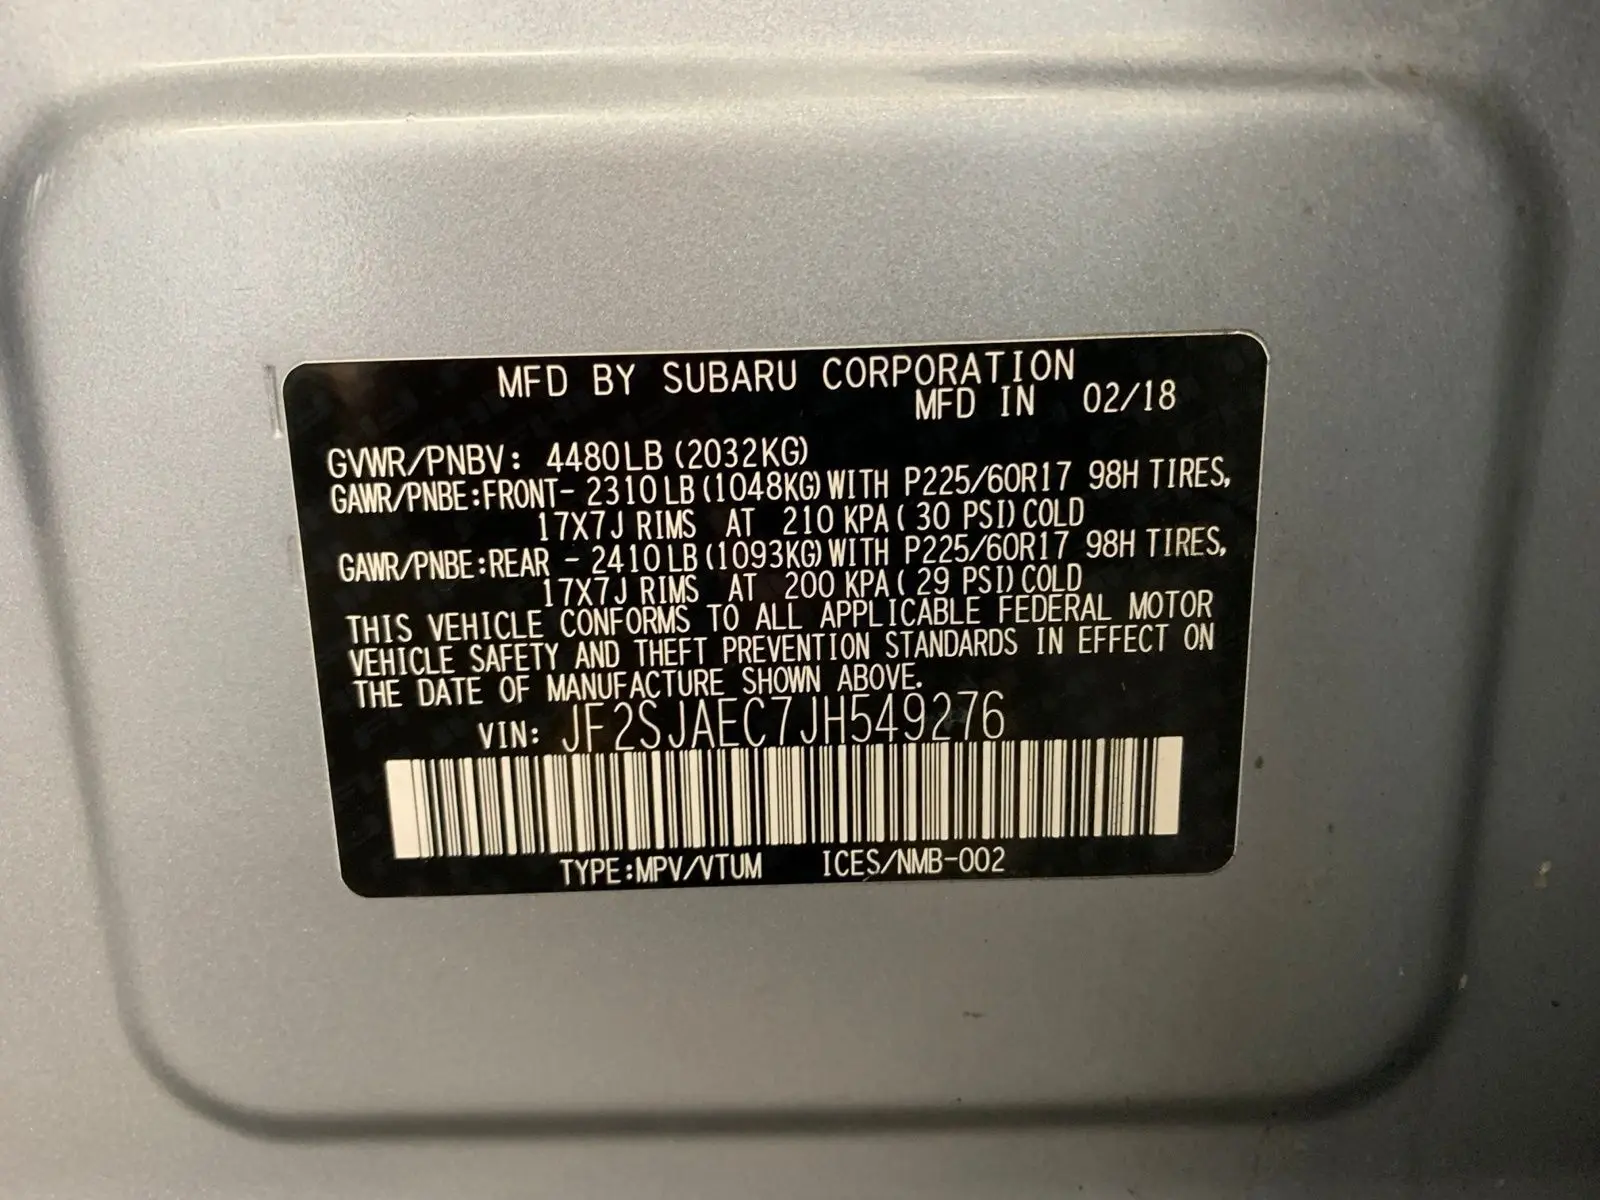 MFD BY SUBARU CORPORATION
MFD IN 02/18
GVWR/PNBV: 4480LB (2032KG)
GAWR/PNBE:FRONT- 2310LB (1048KG) WITH P225/60R17 98H TIRES,
17X7J RIMS AT 210 KPA ( 30 PSI) COLD
GAWR/PNBE:REAR - 2410LB (1093KG) WITH P225/60R17 98H TIRES,
17X7J RIMS AT 200 KPA ( 29 PSI) COLD
THIS VEHICLE CONFORMS TO ALL APPLICABLE FEDERAL MOTOR
VEHICLE SAFETY AND THEFT PREVENTION STANDARDS IN EFFECT ON
THE DATE OF MANUFACTURE SHOWN ABOVE.
VIN: JF2SJAEC7JH549276
TYPE:MPV/VTUM ICES/NMB-002